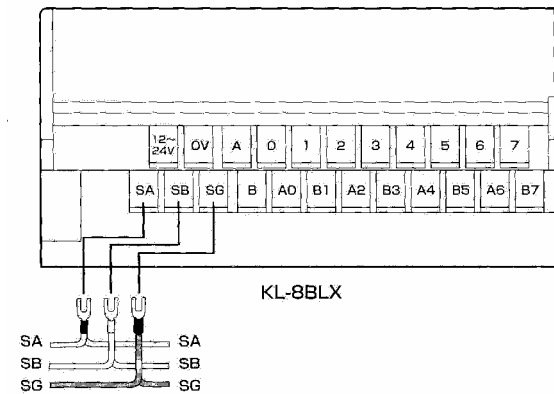 12~ 24V 0V A 0 1 2 3 4 5 6 7
SA SB SG B A0 B1 A2 B3 A4 B5 A6 B7
KL-8BLX
SA SA
SB SB
SG SG